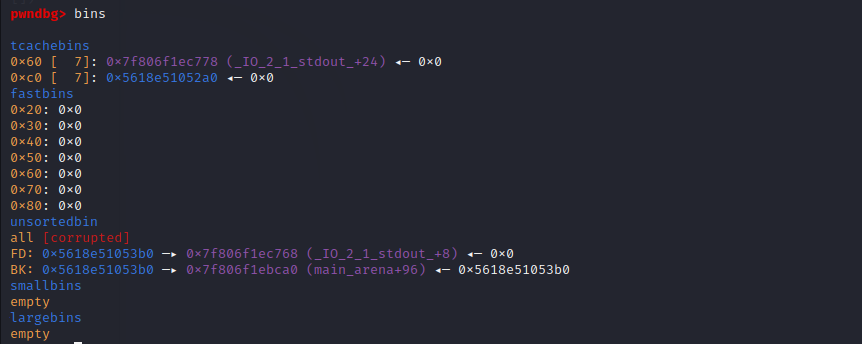 pwndbg> bins
tcachebins
0×60 [  7]: 0×7f806f1ec778 (_IO_2_1_stdout_+24) ◂— 0×0
0×c0 [  7]: 0×5618e51052a0 ◂— 0×0
fastbins
0×20: 0×0
0×30: 0×0
0×40: 0×0
0×50: 0×0
0×60: 0×0
0×70: 0×0
0×80: 0×0
unsortedbin
all [corrupted]
FD: 0×5618e51053b0 —▸ 0×7f806f1ec768 (_IO_2_1_stdout_+8) ◂— 0×0
BK: 0×5618e51053b0 —▸ 0×7f806f1ebca0 (main_arena+96) ◂— 0×5618e51053b0
smallbins
empty
largebins
empty